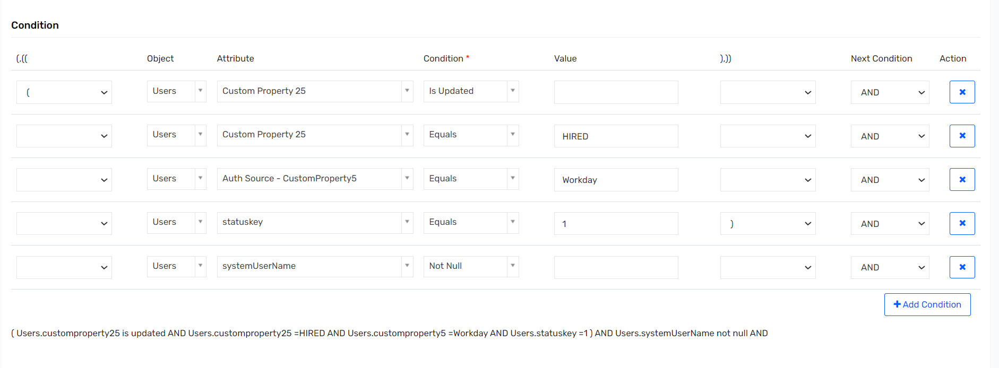 Condition
(,(( Object Attribute Condition * Value ),)) Next Condition Action
( Users Custom Property 25 Is Updated AND
Users Custom Property 25 Equals HIRED AND
Users Auth Source - CustomProperty5 Equals Workday AND
Users statuskey Equals 1 ) AND
Users systemUserName Not Null AND
Add Condition
( Users.customproperty25 is updated AND Users.customproperty25 =HIRED AND Users.customproperty5 =Workday AND Users.statuskey =1 ) AND Users.systemUserName not null AND